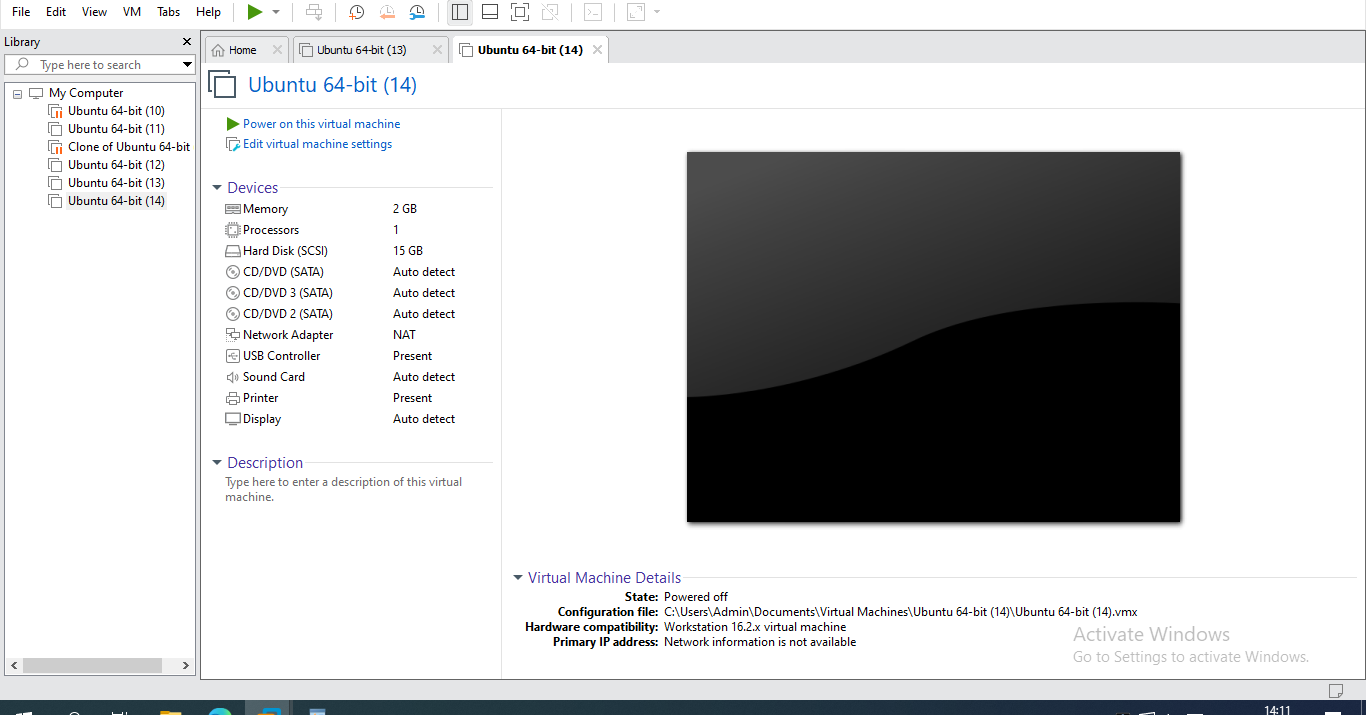 File Edit View VM Tabs Help
Library
Type here to search
My Computer
Ubuntu 64-bit (10)
Ubuntu 64-bit (11)
Clone of Ubuntu 64-bit
Ubuntu 64-bit (12)
Ubuntu 64-bit (13)
Ubuntu 64-bit (14)
Home
Ubuntu 64-bit (13)
Ubuntu 64-bit (14)
Ubuntu 64-bit (14)
Power on this virtual machine
Edit virtual machine settings
Devices
Memory 2 GB
Processors 1
Hard Disk (SCSI) 15 GB
CD/DVD (SATA) Auto detect
CD/DVD 3 (SATA) Auto detect
CD/DVD 2 (SATA) Auto detect
Network Adapter NAT
USB Controller Present
Sound Card Auto detect
Printer Present
Display Auto detect
Description
Type here to enter a description of this virtual
machine.
Virtual Machine Details
State: Powered off
Configuration file: C:\Users\Admin\Documents\Virtual Machines\Ubuntu 64-bit (14)\Ubuntu 64-bit (14).vmx
Hardware compatibility: Workstation 16.2.x virtual machine
Primary IP address: Network information is not available
Activate Windows
Go to Settings to activate Windows.
14:11